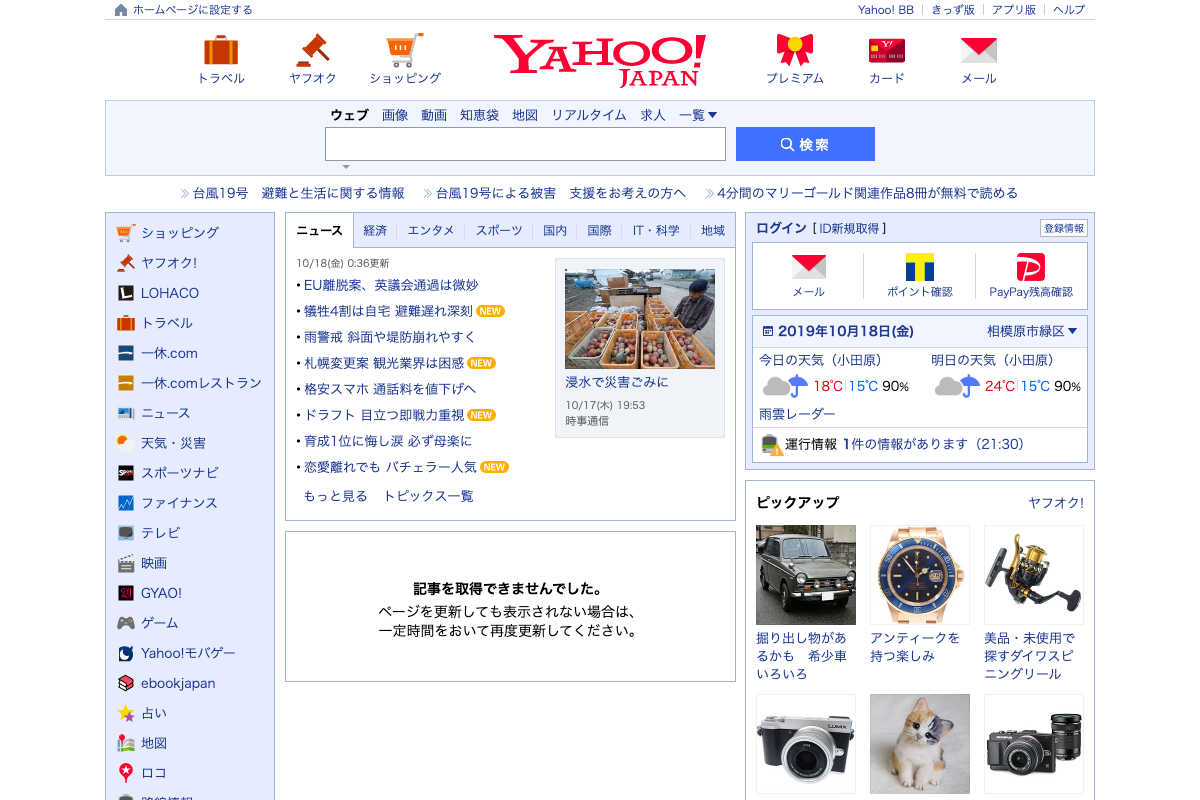 ホームページに設定する
Yahoo! BB
きっず版
アプリ版
ヘルプ
トラベル
ヤフオク
ショッピング
YAHOO!
JAPAN
プレミアム
カード
メール
ウェブ 画像 動画 知恵袋 地図 リアルタイム 求人 一覧
検索
台風19号 避難と生活に関する情報
台風19号による被害 支援をお考えの方へ
4分間のマリーゴールド関連作品8冊が無料で読める
ショッピング
ヤフオク!
LOHACO
トラベル
一休.com
一休.comレストラン
ニュース
天気・災害
スポーツナビ
ファイナンス
テレビ
映画
GYAO!
ゲーム
Yahoo!モバゲー
ebookjapan
占い
地図
ロコ
路線情報
ニュース 経済 エンタメ スポーツ 国内 国際 IT・科学 地域
10/18(金) 0:36更新
・EU離脱案、英議会通過は微妙
・犠牲4割は自宅 避難遅れ深刻 NEW
・雨警戒 斜面や堤防崩れやすく
・札幌変更案 観光業界は困惑 NEW
・格安スマホ 通話料を値下げへ
・ドラフト 目立つ即戦力重視 NEW
・育成1位に悔し涙 必ず母楽に
・恋愛離れでも バチェラー人気 NEW
もっと見る トピックス一覧
浸水で災害ごみに
10/17(木) 19:53
時事通信
記事を取得できませんでした。
ページを更新しても表示されない場合は、
一定時間をおいて再度更新してください。
ログイン [ ID新規取得 ]
登録情報
メール
ポイント確認
PayPay残高確認
2019年10月18日(金)
相模原市緑区
今日の天気（小田原）
18℃ 15℃ 90%
明日の天気（小田原）
24℃ 15℃ 90%
雨雲レーダー
運行情報 1件の情報があります（21:30）
ピックアップ
ヤフオク!
掘り出し物があ
るかも 希少車
いろいろ
アンティークを
持つ楽しみ
美品・未使用で
探すダイワスピ
ニングリール
LUMIX